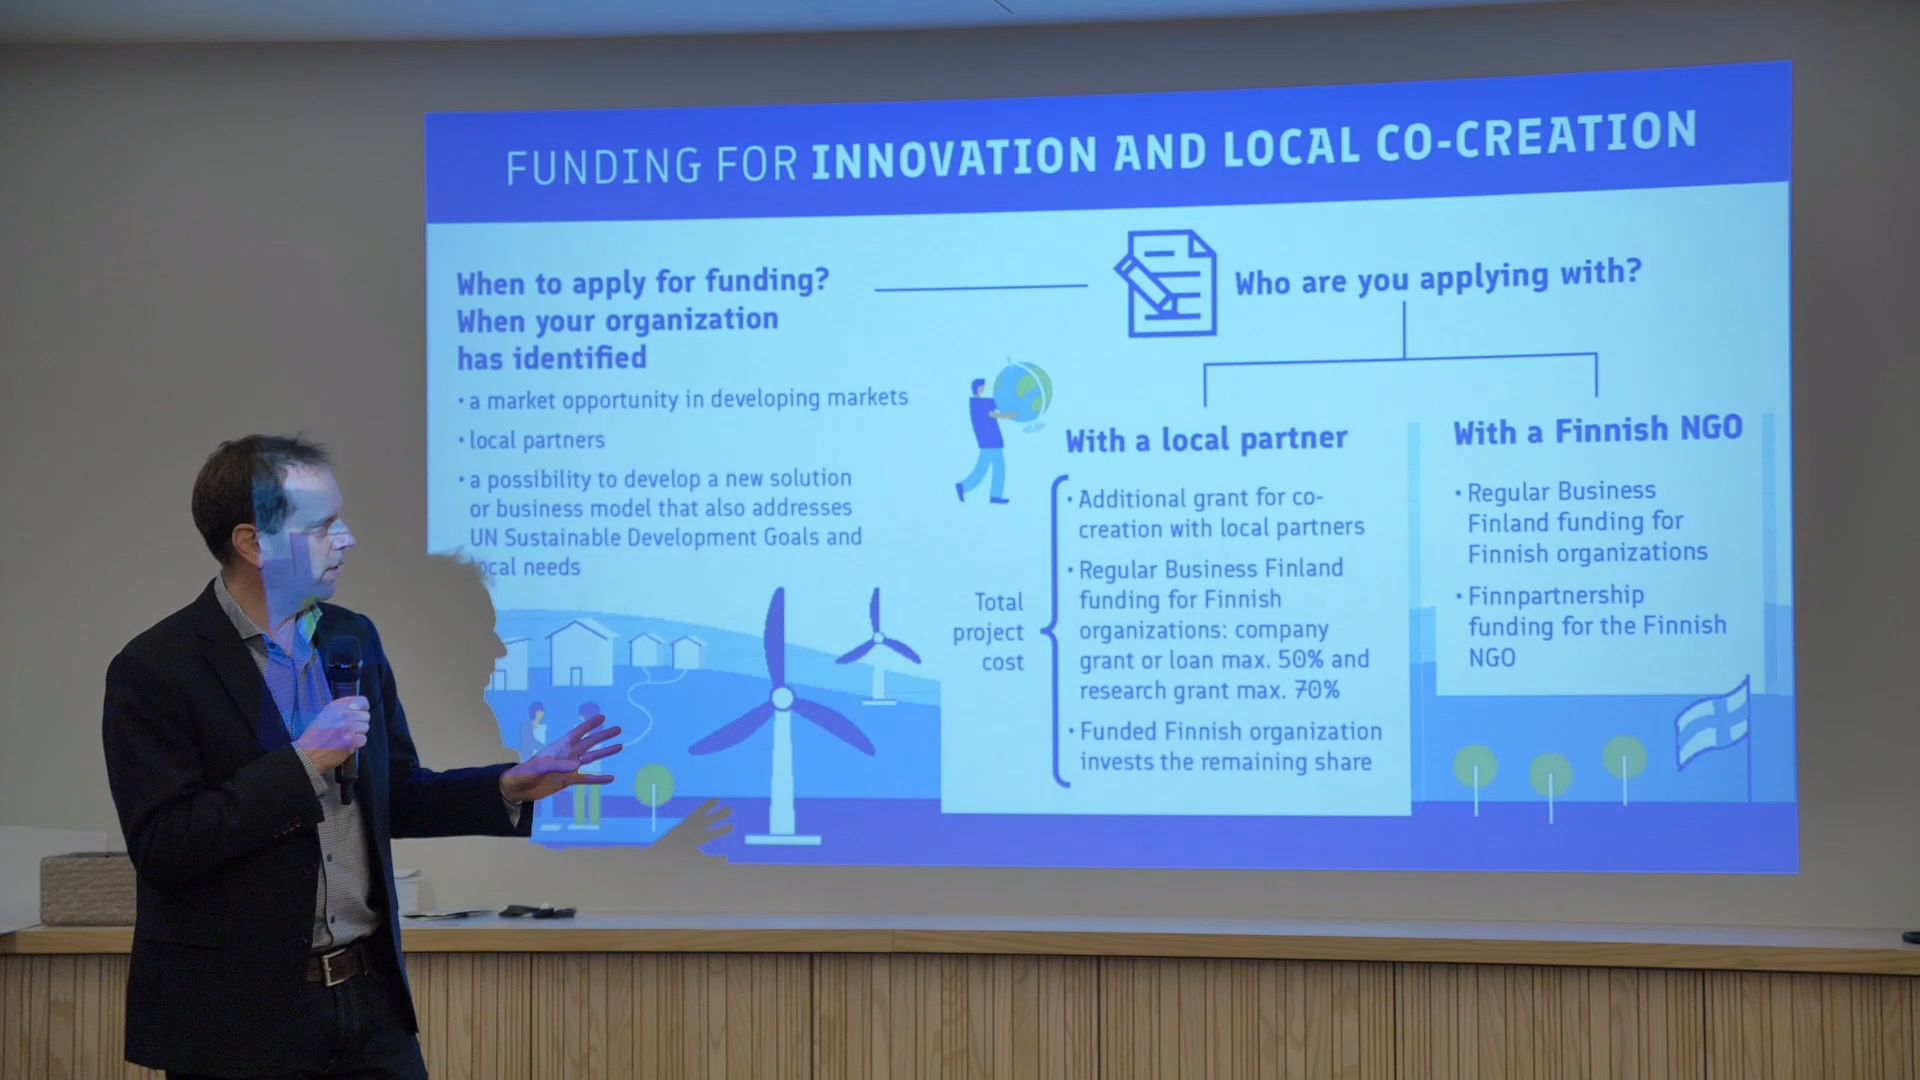 FUNDING FOR INNOVATION AND LOCAL CO-CREATION
When to apply for funding?
When your organization
has identified
• a market opportunity in developing markets
• local partners
• a possibility to develop a new solution
or business model that also addresses
UN Sustainable Development Goals and
local needs
Who are you applying with?
With a local partner
Total
project
cost
• Additional grant for co-
creation with local partners
• Regular Business Finland
funding for Finnish
organizations: company
grant or loan max. 50% and
research grant max. 70%
• Funded Finnish organization
invests the remaining share
With a Finnish NGO
• Regular Business
Finland funding for
Finnish organizations
• Finnpartnership
funding for the Finnish
NGO